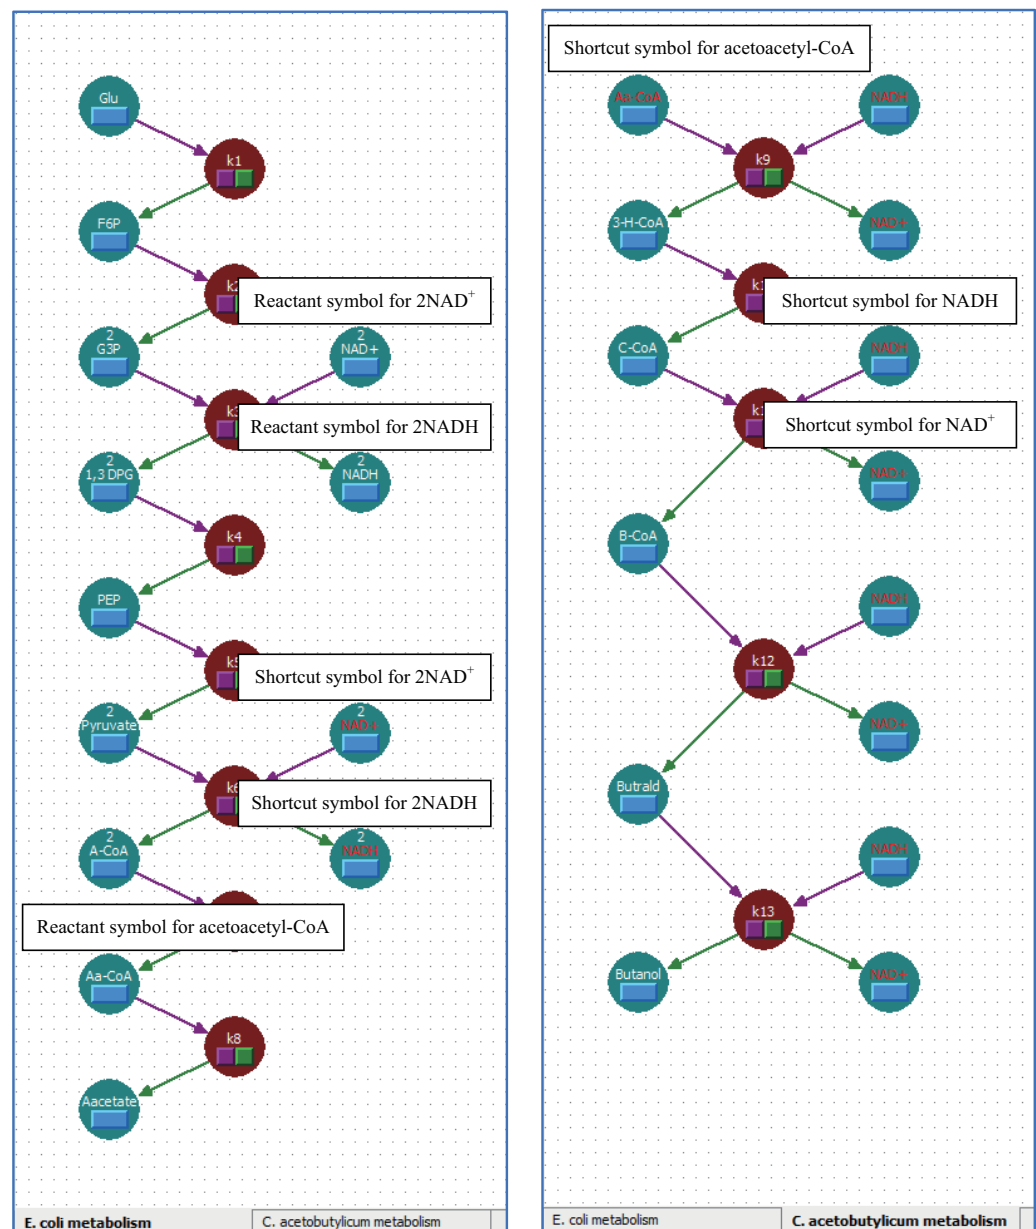 Glu
k1
F6P
k2
Reactant symbol for 2NAD⁺
2
G3P
2
NAD+
k3
Reactant symbol for 2NADH
2
1,3 DPG
2
NADH
k4
PEP
k5
Shortcut symbol for 2NAD⁺
2
Pyruvate
2
NAD+
k6
Shortcut symbol for 2NADH
2
A-CoA
2
NADH
Reactant symbol for acetoacetyl-CoA
Aa-CoA
k8
Aacetate
E. coli metabolism
C. acetobutylicum metabolism
Shortcut symbol for acetoacetyl-CoA
Aa-CoA
NADH
k9
3-H-CoA
NAD+
Shortcut symbol for NADH
C-CoA
NADH
Shortcut symbol for NAD⁺
NAD+
B-CoA
NADH
k12
NAD+
Butrald
NADH
k13
Butanol
NAD+
E. coli metabolism
C. acetobutylicum metabolism